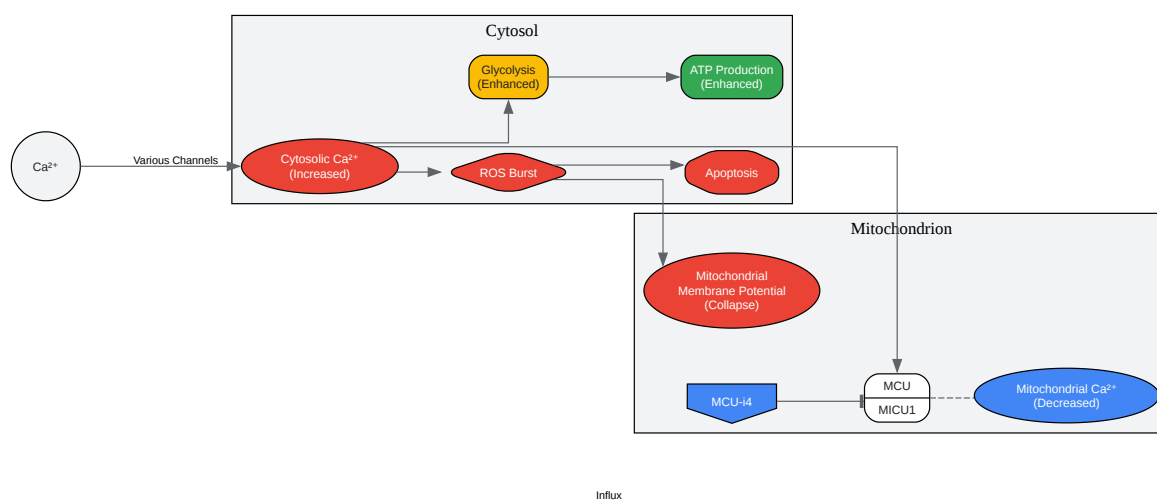 Cytosol
Glycolysis
(Enhanced)
ATP Production
(Enhanced)
Ca²⁺
Various Channels
Cytosolic Ca²⁺
(Increased)
ROS Burst
Apoptosis
Mitochondrion
Mitochondrial
Membrane Potential
(Collapse)
MCU-i4
MCU
MICU1
Mitochondrial Ca²⁺
(Decreased)
Influx